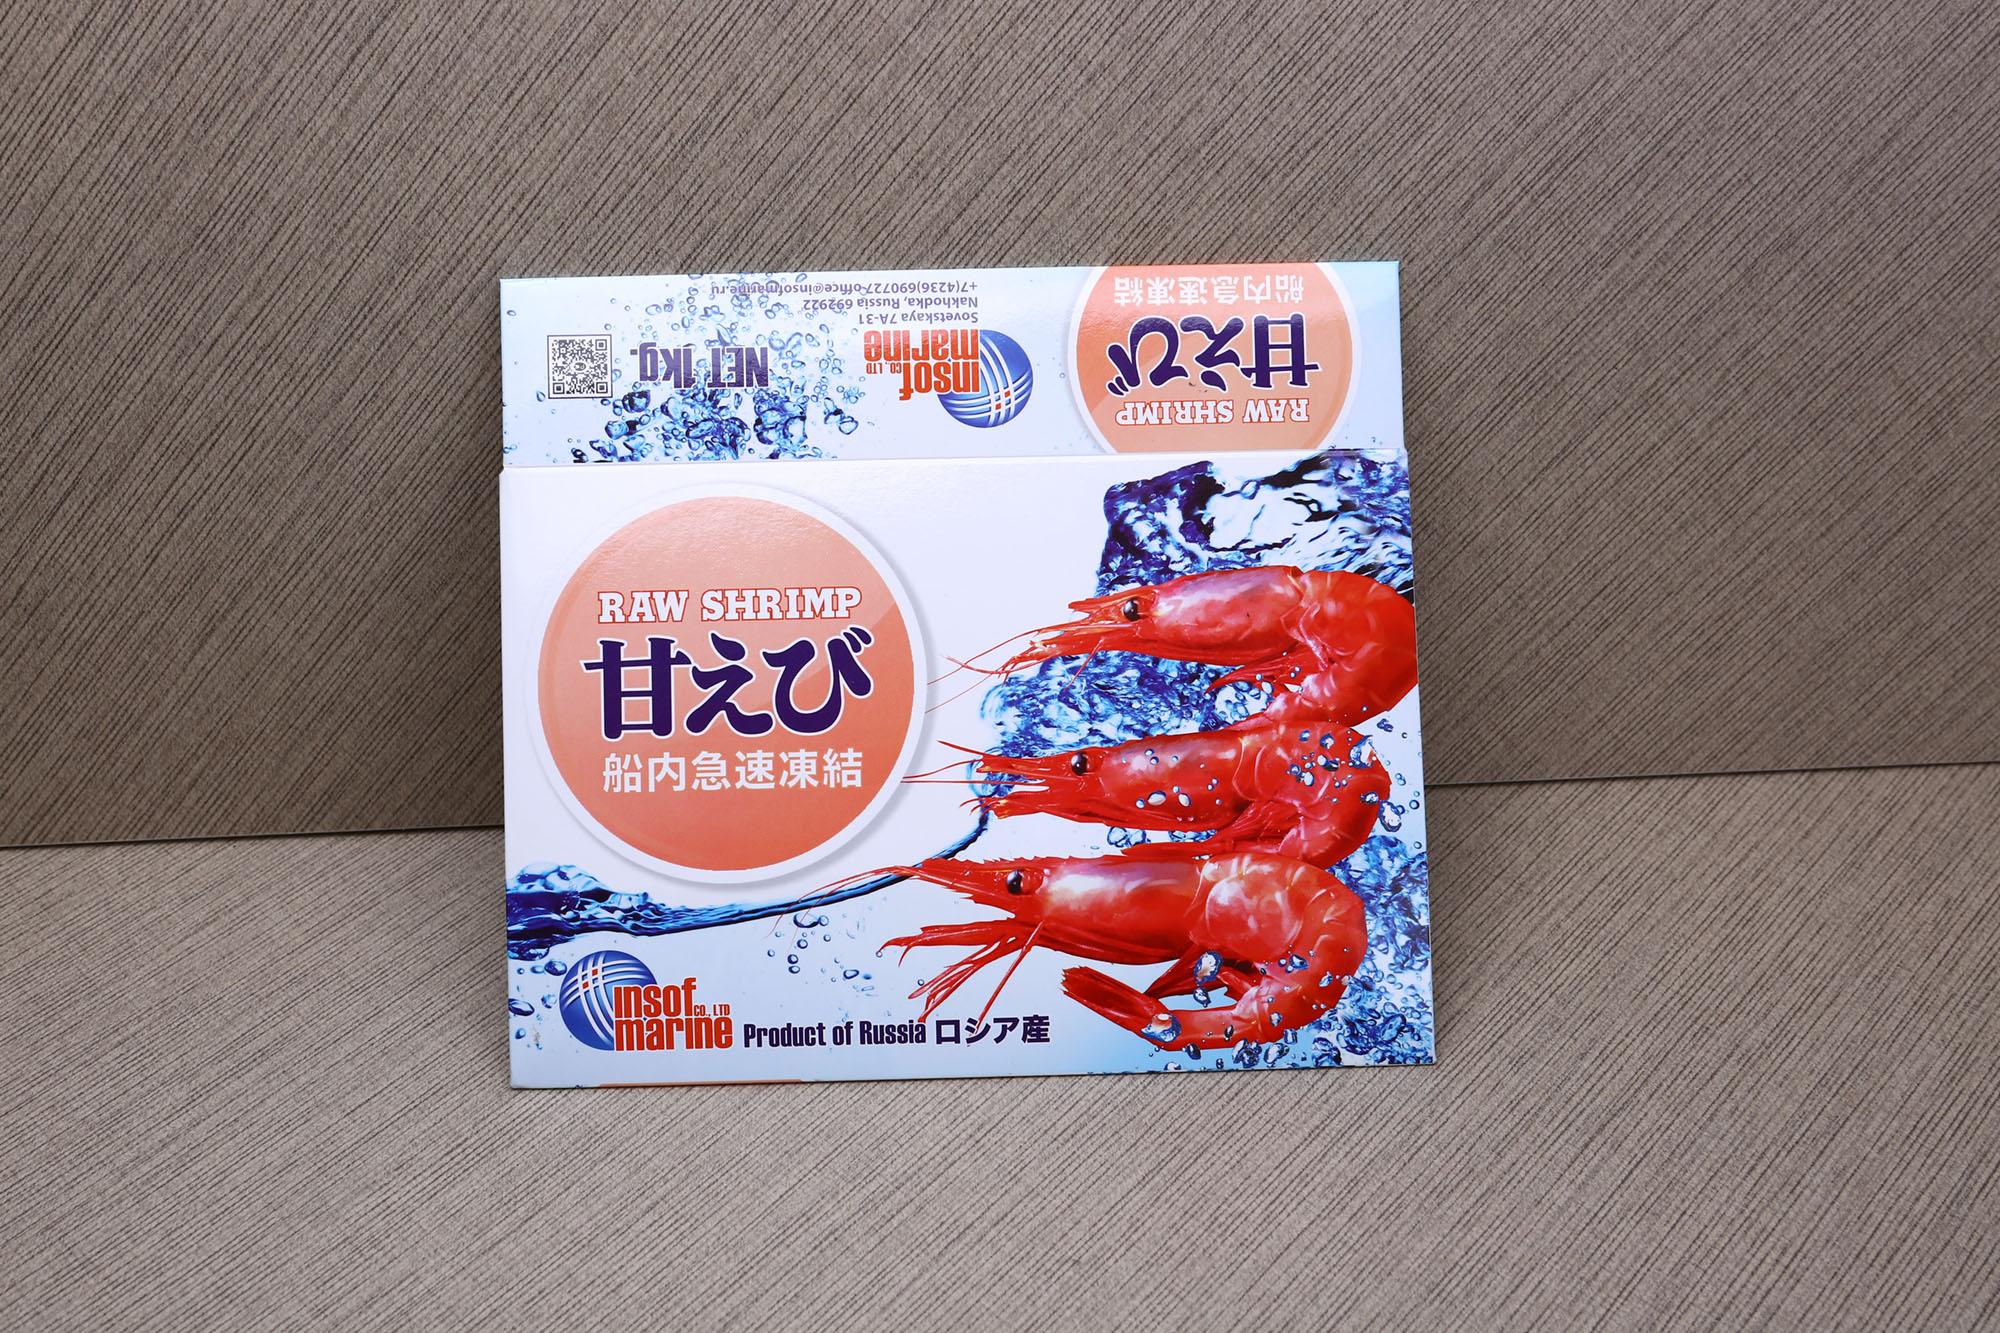 RAW SHRIMP
甘えび
船内急速凍結
insof
CO., LTD
marine
Product of Russia ロシア産
RAW SHRIMP
甘えび
船内急速凍結
insof
CO., LTD
marine
Sovetskaya 7A-31
Nakhodka, Russia 692922
+7(4236)690727 office@insofmarine.ru
NET 1kg.